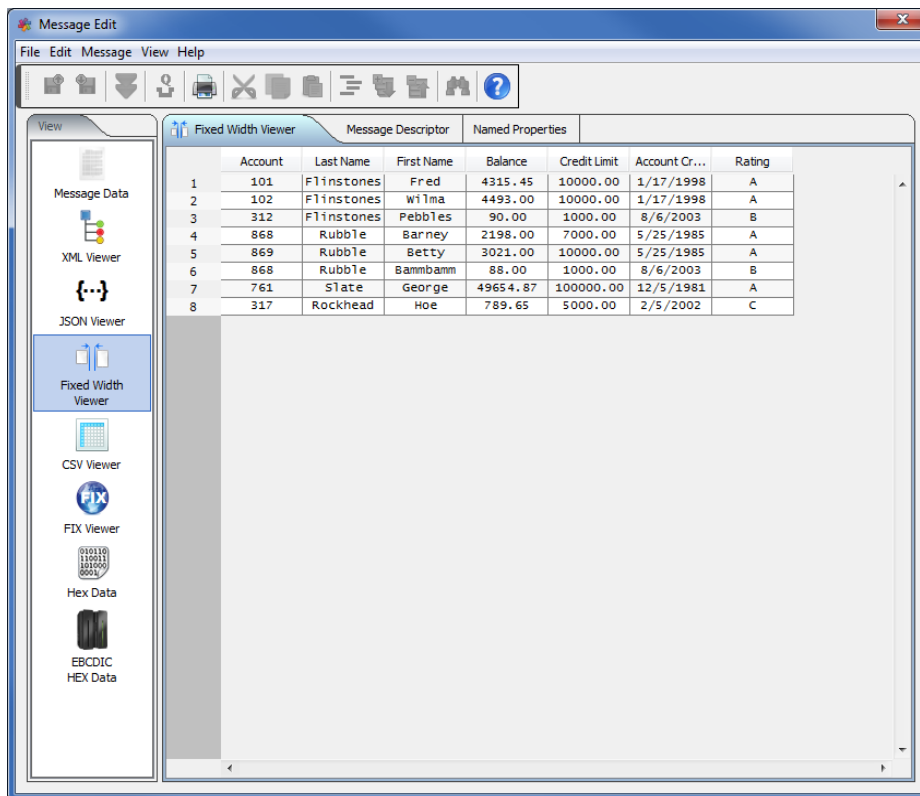 Message Edit
File Edit Message View Help
View
Fixed Width Viewer Message Descriptor Named Properties
Message Data
XML Viewer
{···}
JSON Viewer
Fixed Width
Viewer
CSV Viewer
FIX
FIX Viewer
010110
110011
101000
0001
Hex Data
EBCDIC
HEX Data
Account Last Name First Name Balance Credit Limit Account Cr... Rating
1 101 Flinstones Fred 4315.45 10000.00 1/17/1998 A
2 102 Flinstones Wilma 4493.00 10000.00 1/17/1998 A
3 312 Flinstones Pebbles 90.00 1000.00 8/6/2003 B
4 868 Rubble Barney 2198.00 7000.00 5/25/1985 A
5 869 Rubble Betty 3021.00 10000.00 5/25/1985 A
6 868 Rubble Bammbamm 88.00 1000.00 8/6/2003 B
7 761 Slate George 49654.87 100000.00 12/5/1981 A
8 317 Rockhead Hoe 789.65 5000.00 2/5/2002 C